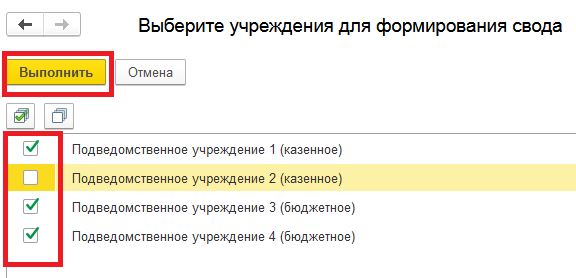 Выберите учреждения для формирования свода
Выполнить Отмена
Подведомственное учреждение 1 (казенное)
Подведомственное учреждение 2 (казенное)
Подведомственное учреждение 3 (бюджетное)
Подведомственное учреждение 4 (бюджетное)